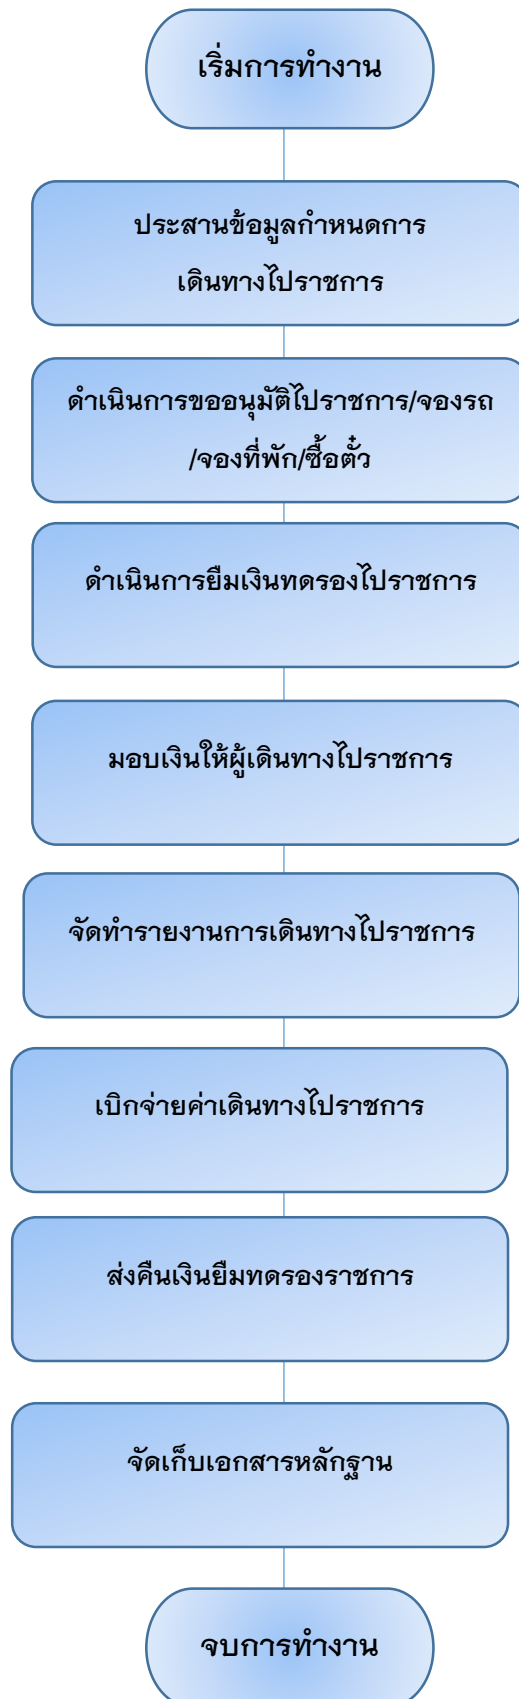 เริ่มการทำงาน
ประสานข้อมูลกำหนดการ
เดินทางไปราชการ
ดำเนินการขออนุมัติไปราชการ/จองรถ
/จองที่พัก/ซื้อตั๋ว
ดำเนินการยืมเงินทดรองไปราชการ
มอบเงินให้ผู้เดินทางไปราชการ
จัดทำรายงานการเดินทางไปราชการ
เบิกจ่ายค่าเดินทางไปราชการ
ส่งคืนเงินยืมทดรองราชการ
จัดเก็บเอกสารหลักฐาน
จบการทำงาน